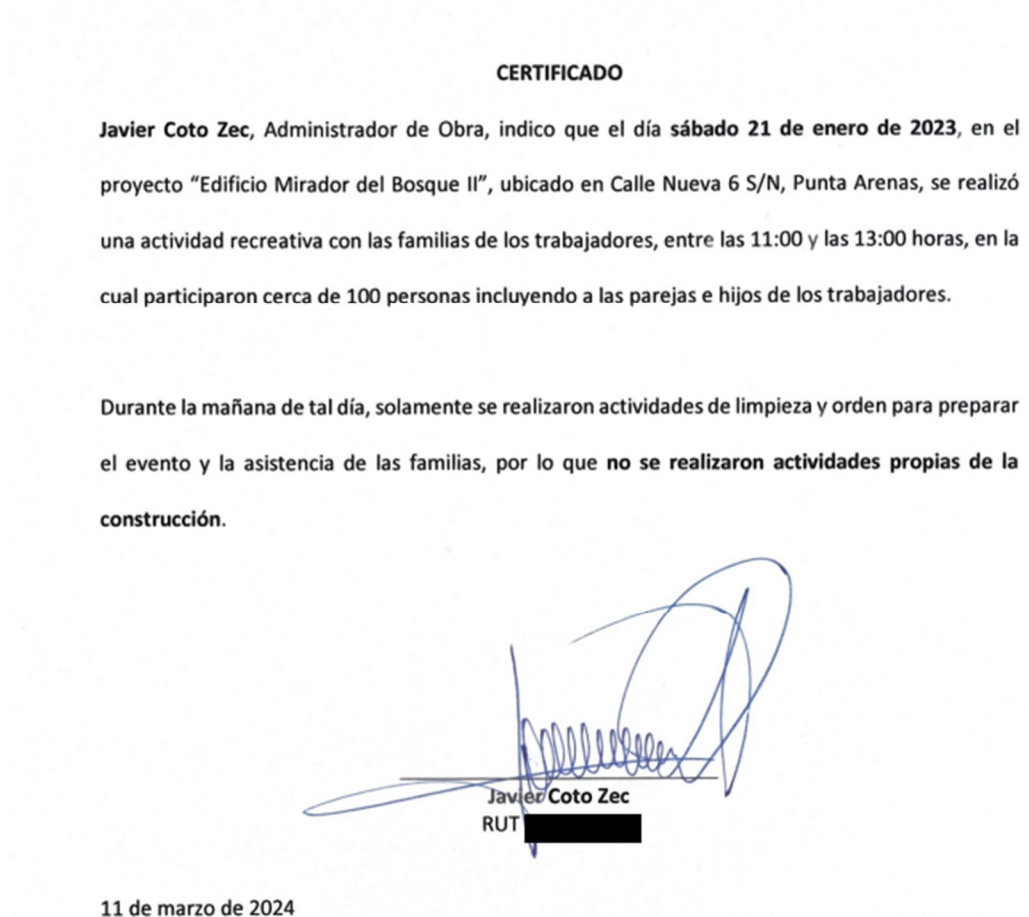 CERTIFICADO
Javier Coto Zec, Administrador de Obra, indico que el día sábado 21 de enero de 2023, en el
proyecto “Edificio Mirador del Bosque II”, ubicado en Calle Nueva 6 S/N, Punta Arenas, se realizó
una actividad recreativa con las familias de los trabajadores, entre las 11:00 y las 13:00 horas, en la
cual participaron cerca de 100 personas incluyendo a las parejas e hijos de los trabajadores.
Durante la mañana de tal día, solamente se realizaron actividades de limpieza y orden para preparar
el evento y la asistencia de las familias, por lo que no se realizaron actividades propias de la
construcción.
Javier Coto Zec
RUT
11 de marzo de 2024